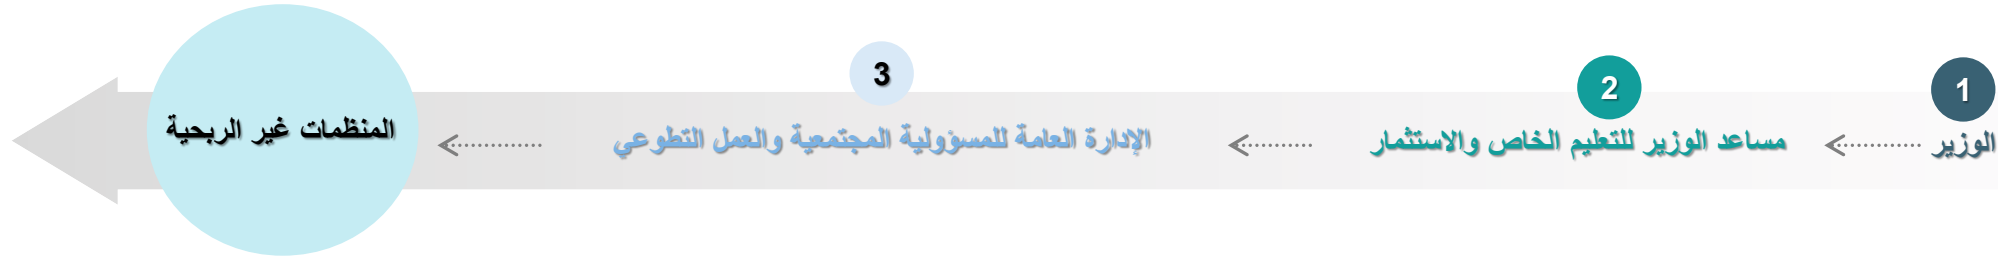 1
الوزير
2
مساعد الوزير للتعليم الخاص والاستثمار
3
الإدارة العامة للمسؤولية المجتمعية والعمل التطوعي
المنظمات غير الربحية